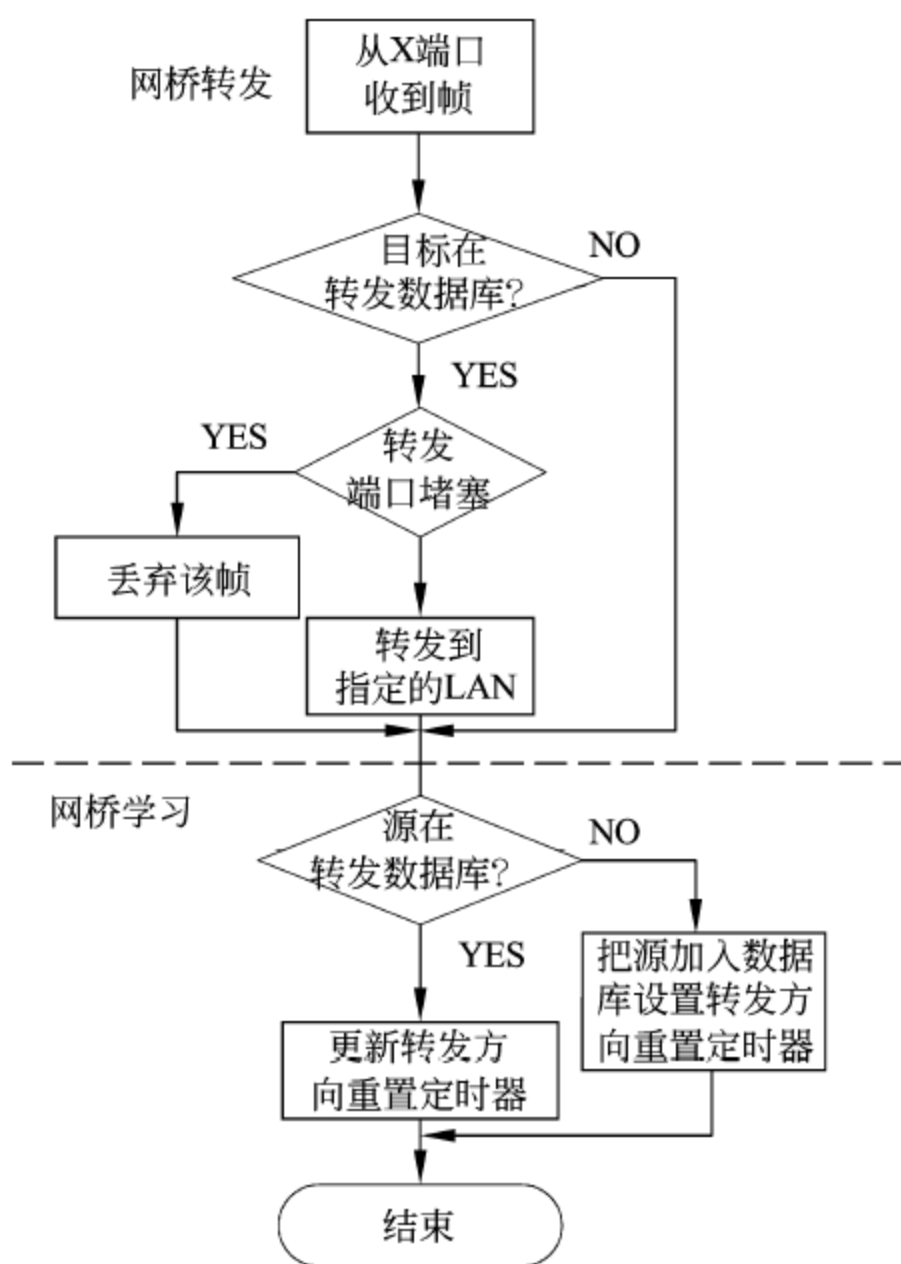 网桥转发
从X端口
收到帧
目标在
转发数据库?
NO
YES
转发
端口堵塞
YES
丢弃该帧
转发到
指定的LAN
网桥学习
源在
转发数据库?
NO
YES
把源加入数据
库设置转发方
向重置定时器
更新转发方
向重置定时器
结束